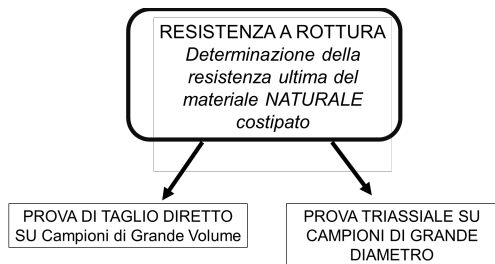 RESISTENZA A ROTTURA
Determinazione della
resistenza ultima del
materiale NATURALE
costipato
PROVA DI TAGLIO DIRETTO
SU Campioni di Grande Volume
PROVA TRIASSIALE SU
CAMPIONI DI GRANDE
DIAMETRO